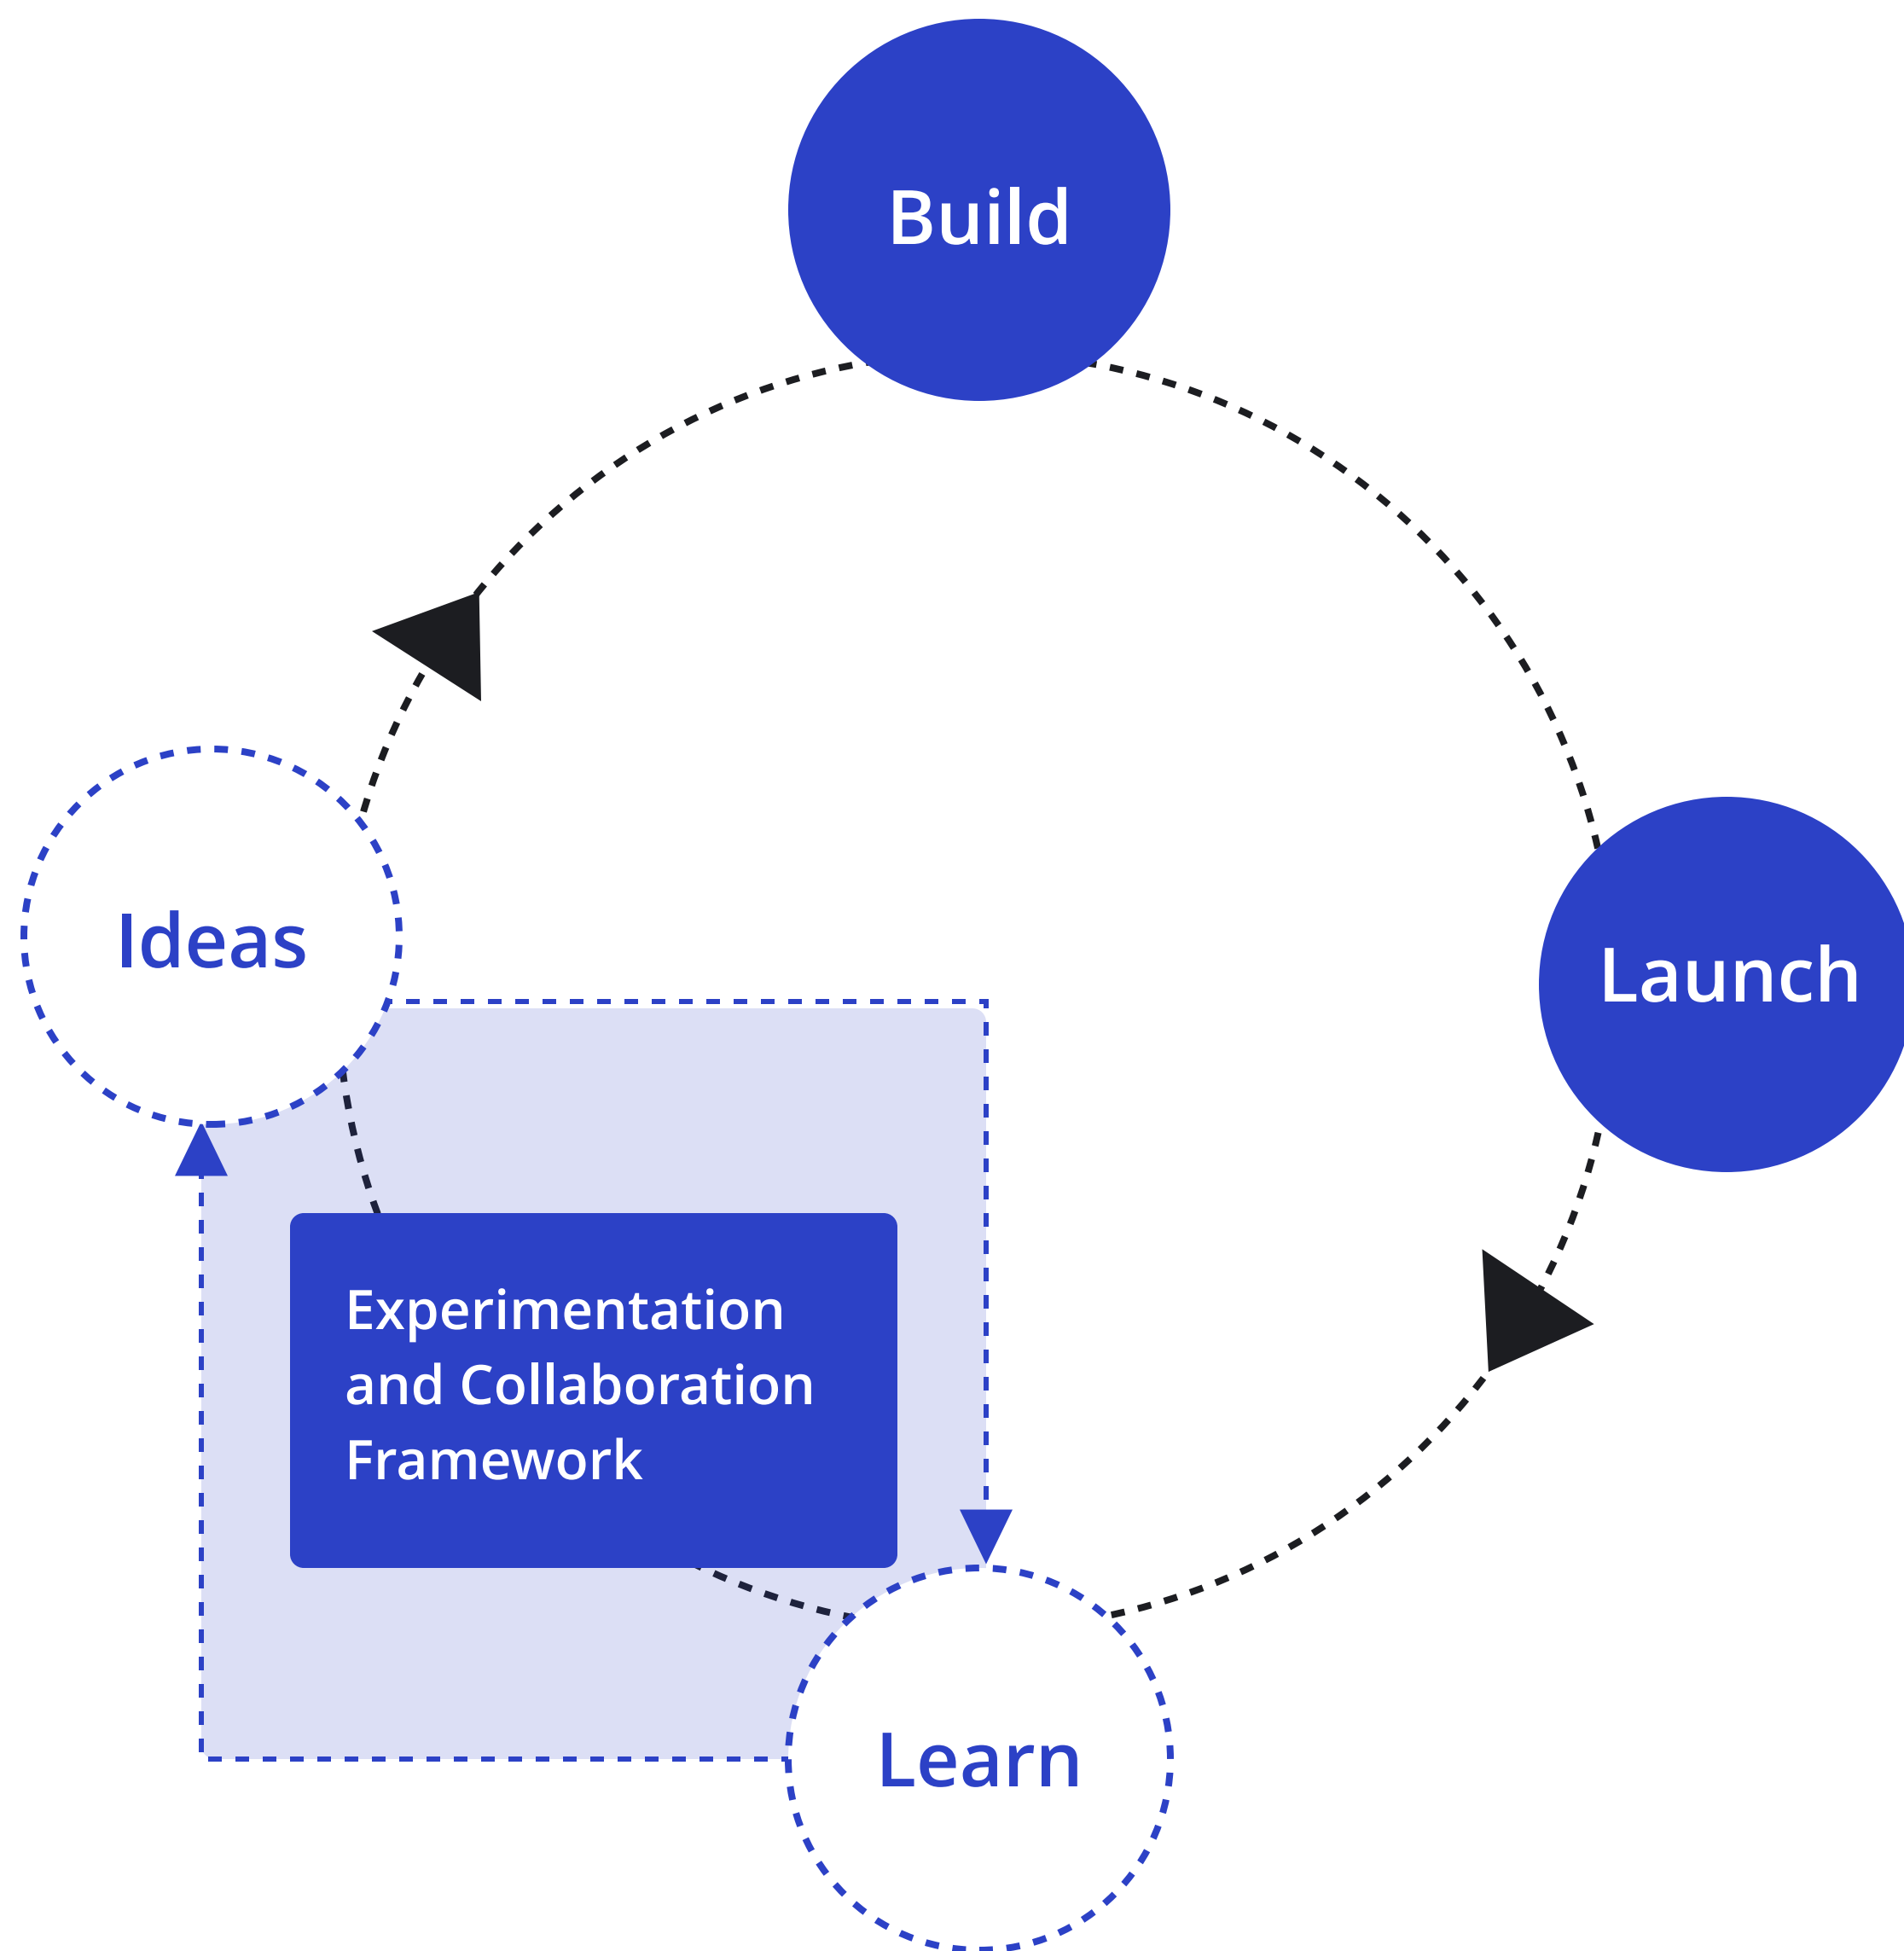 Build
Ideas
Launch
Experimentation
and Collaboration
Framework
Learn